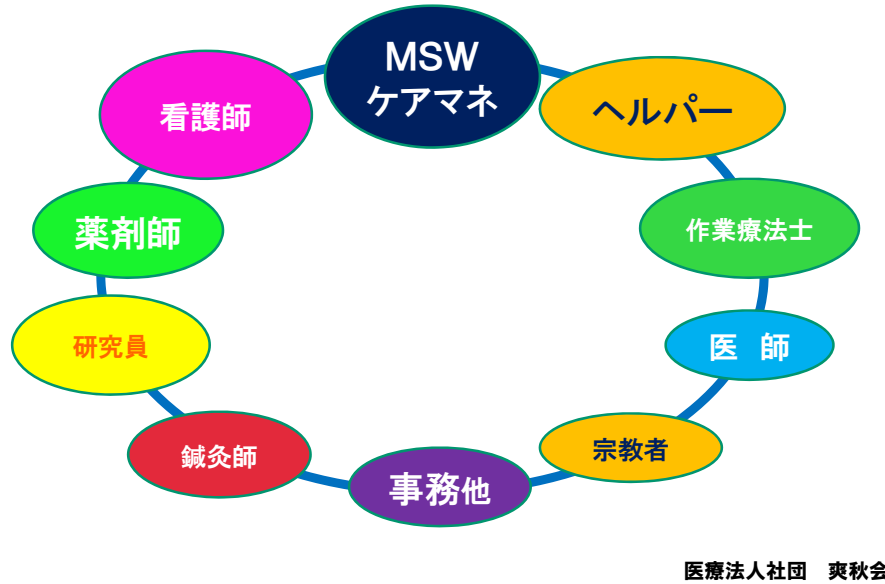 MSW
ケアマネ
ヘルパー
作業療法士
医 師
宗教者
事務他
鍼灸師
研究員
薬剤師
看護師
医療法人社団 爽秋会